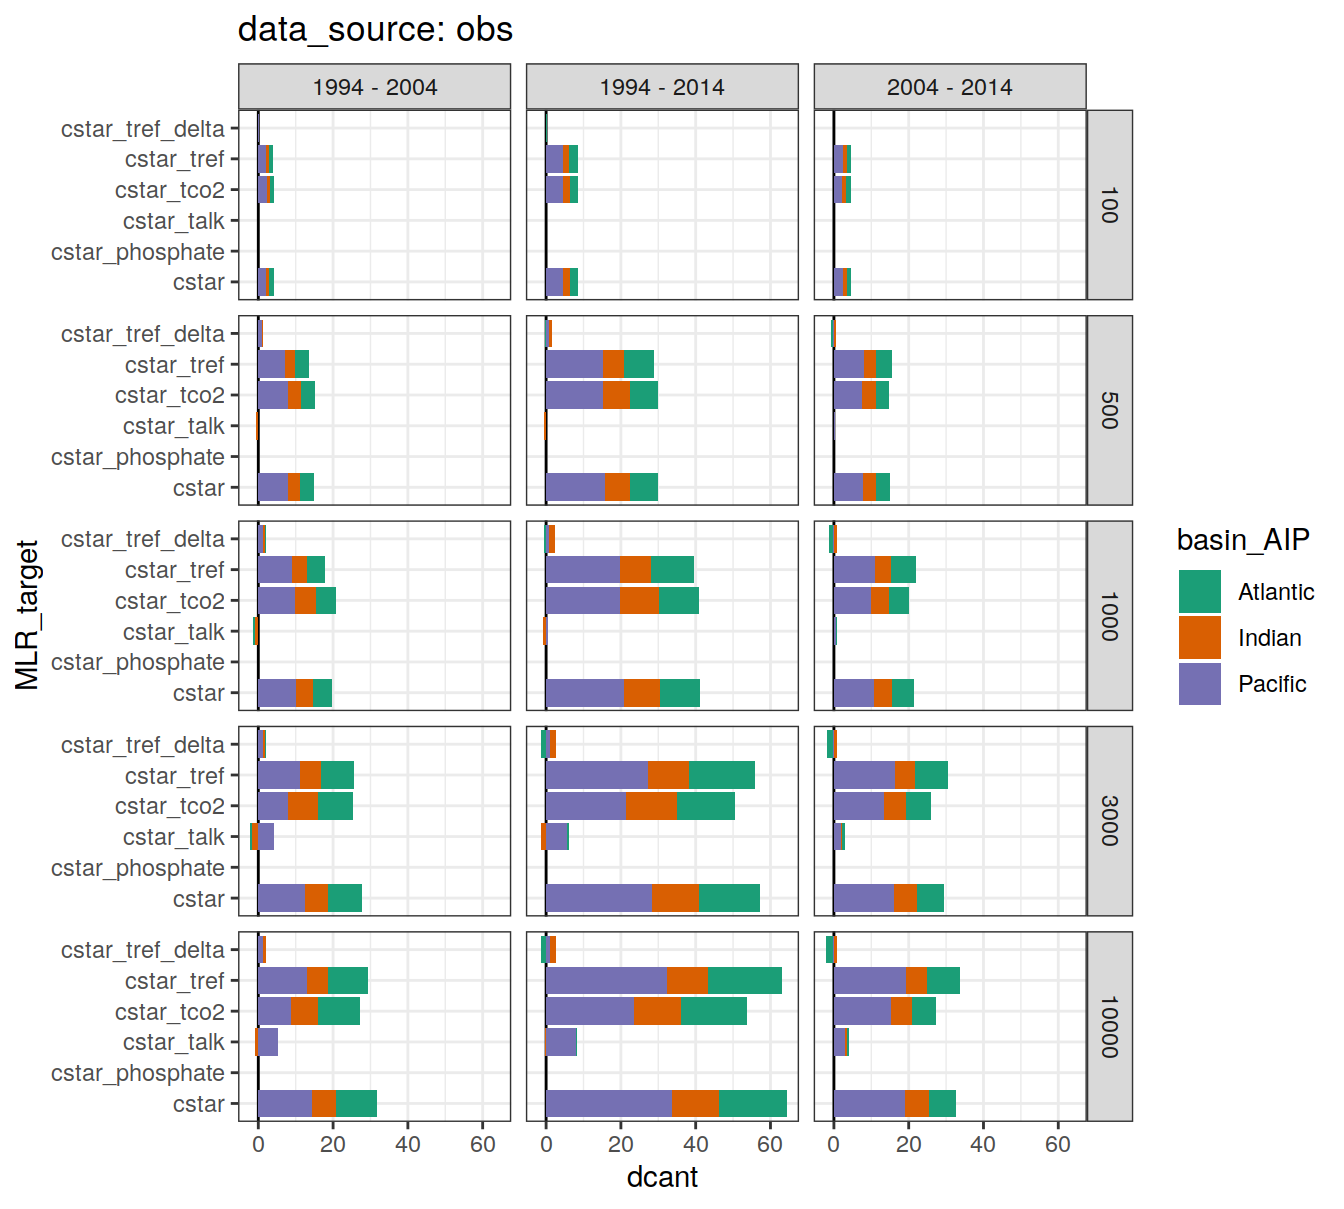 data_source: obs
1994 - 2004
1994 - 2014
2004 - 2014
cstar_tref_delta
cstar_tref
cstar_tco2
cstar_talk
cstar_phosphate
cstar
100
cstar_tref_delta
cstar_tref
cstar_tco2
cstar_talk
cstar_phosphate
cstar
500
cstar_tref_delta
cstar_tref
cstar_tco2
cstar_talk
cstar_phosphate
cstar
1000
cstar_tref_delta
cstar_tref
cstar_tco2
cstar_talk
cstar_phosphate
cstar
3000
cstar_tref_delta
cstar_tref
cstar_tco2
cstar_talk
cstar_phosphate
cstar
10000
MLR_target
0 20 40 60
0 20 40 60
0 20 40 60
dcant
basin_AIP
Atlantic
Indian
Pacific